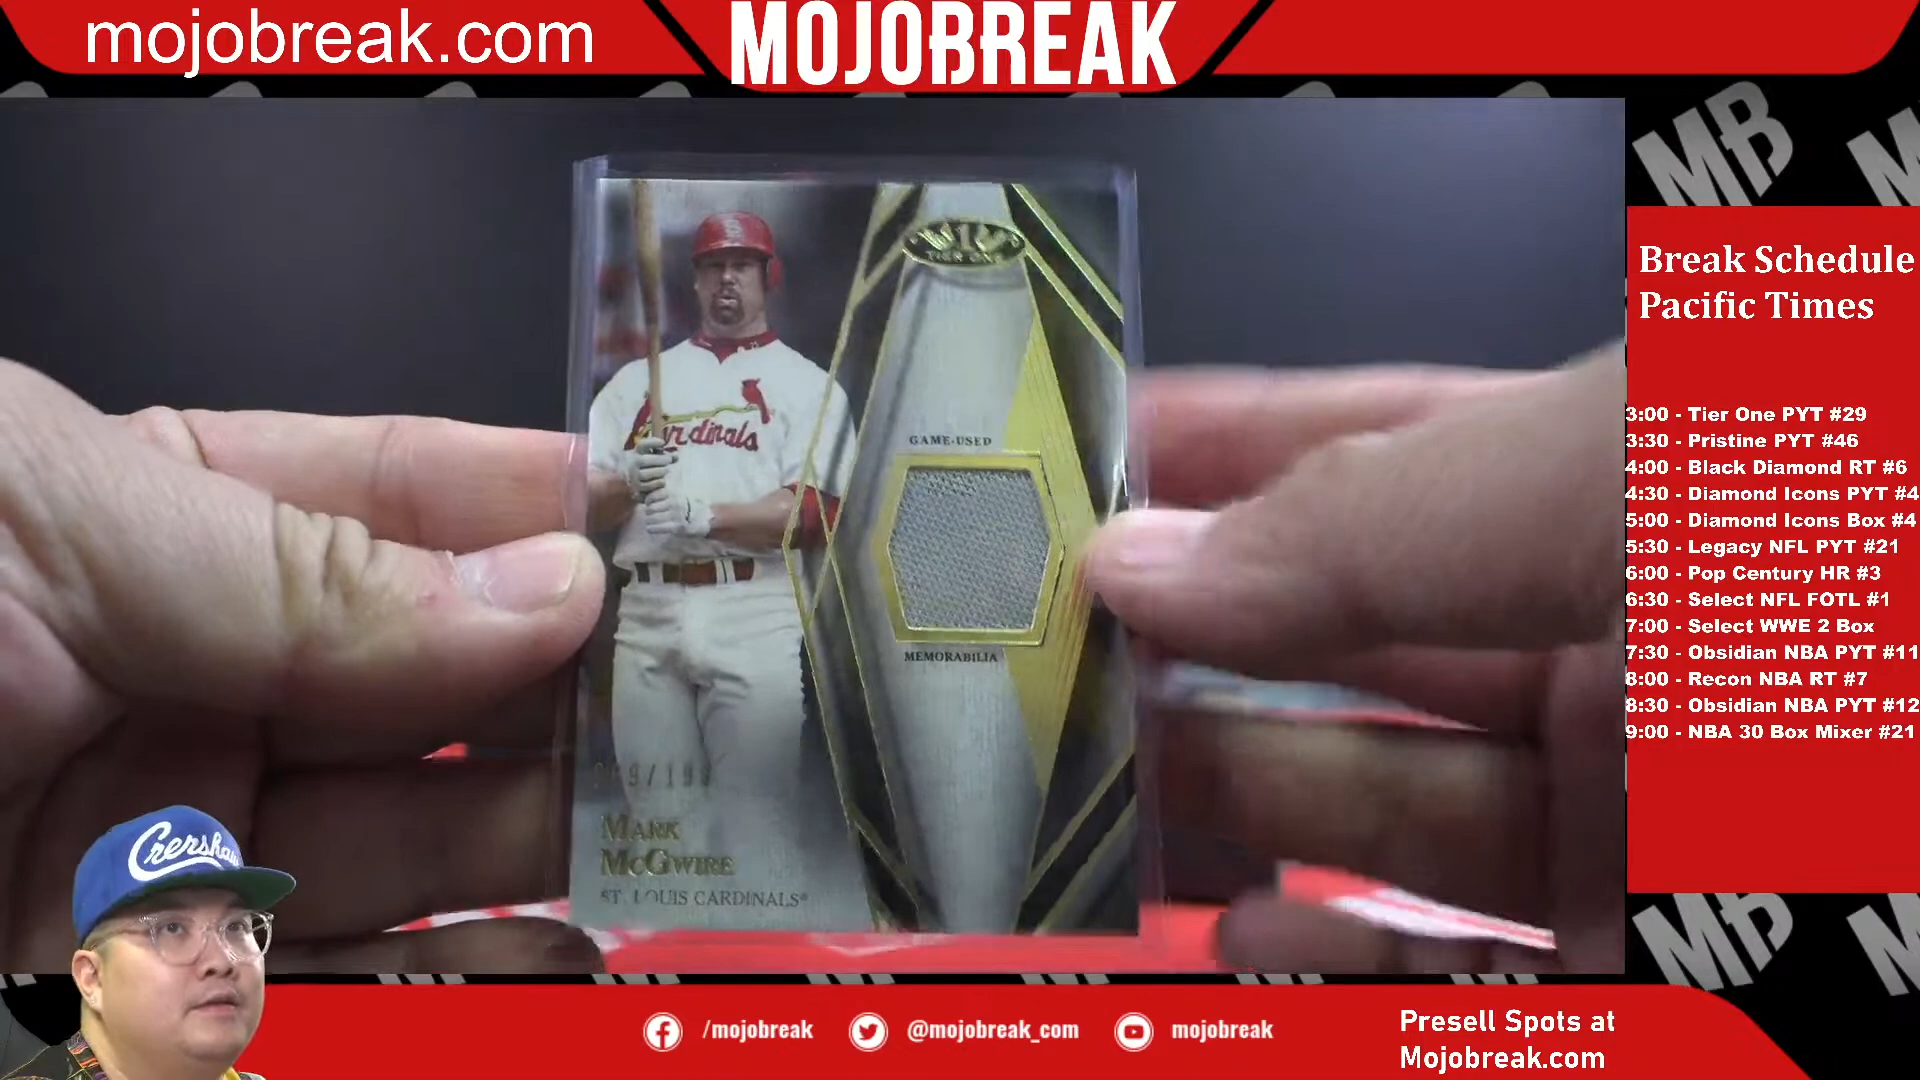 mojobreak.com
MOJOBREAK
MB
Break Schedule
Pacific Times
3:00 - Tier One PYT #29
3:30 - Pristine PYT #46
4:00 - Black Diamond RT #6
4:30 - Diamond Icons PYT #4
5:00 - Diamond Icons Box #4
5:30 - Legacy NFL PYT #21
6:00 - Pop Century HR #3
6:30 - Select NFL FOTL #1
7:00 - Select WWE 2 Box
7:30 - Obsidian NBA PYT #11
8:00 - Recon NBA RT #7
8:30 - Obsidian NBA PYT #12
9:00 - NBA 30 Box Mixer #21
1
TIER ONE
Cardinals
GAME-USED
MEMORABILIA
MARK
MCGWIRE
ST. LOUIS CARDINALS®
MB
/mojobreak
@mojobreak_com
mojobreak
Presell Spots at
Mojobreak.com